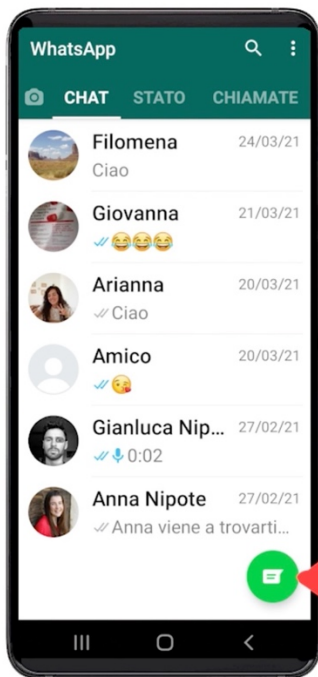 WhatsApp
CHAT STATO CHIAMATE
Filomena 24/03/21
Ciao
Giovanna 21/03/21
😂😂😂
Arianna 20/03/21
Ciao
Amico 20/03/21
😘
Gianluca Nip... 27/02/21
0:02
Anna Nipote 27/02/21
Anna viene a trovarti...